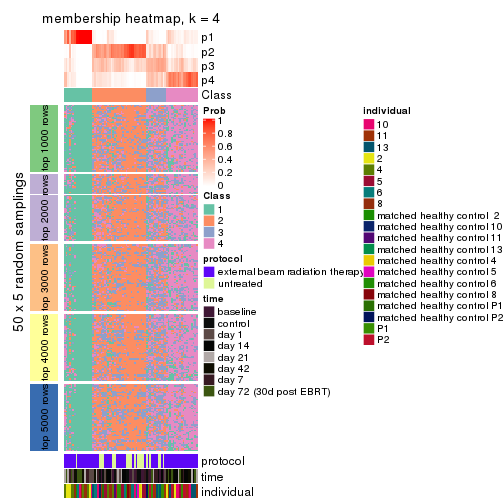 membership heatmap, k = 4
p1
p2
p3
p4
Class
50 x 5 random samplings
top 1000 rows
top 2000 rows
top 3000 rows
top 4000 rows
top 5000 rows
protocol
time
individual
Prob
1
0.8
0.6
0.4
0.2
0
Class
1
2
3
4
protocol
external beam radiation therapy
untreated
time
baseline
control
day 1
day 14
day 21
day 42
day 7
day 72 (30d post EBRT)
individual
10
11
13
2
4
5
6
8
matched healthy control 2
matched healthy control 10
matched healthy control 11
matched healthy control 13
matched healthy control 4
matched healthy control 5
matched healthy control 6
matched healthy control 8
matched healthy control P1
matched healthy control P2
P1
P2